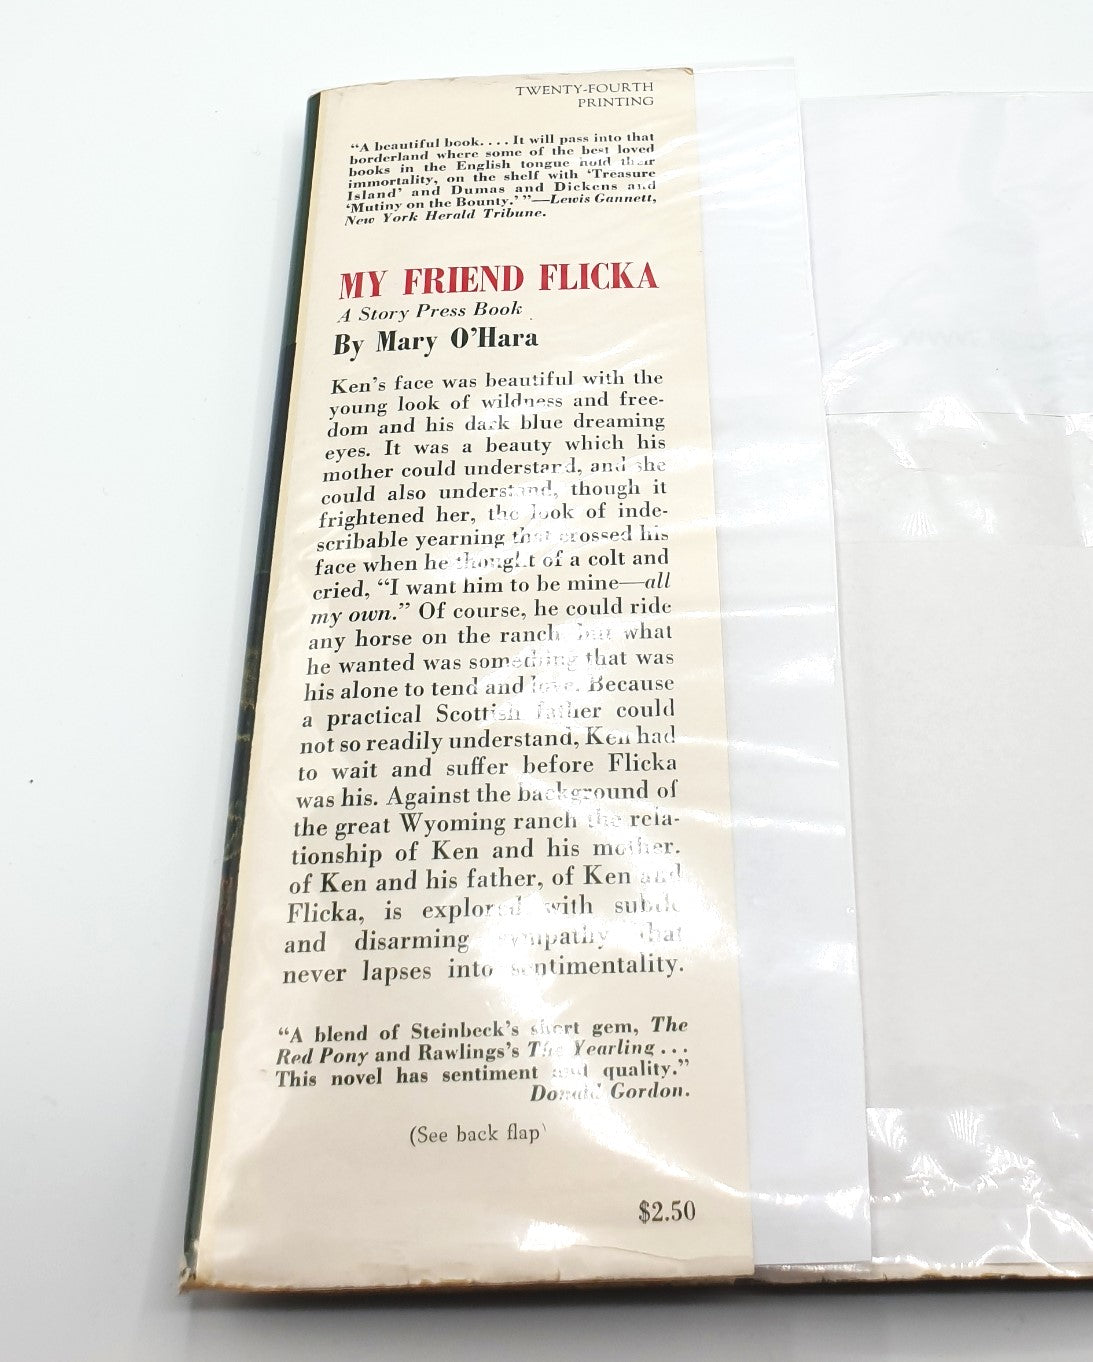 TWENTY-FOURTH
PRINTING
“A beautiful book. . . . It will pass into that
borderland where some of the best loved
books in the English tongue hold their
immortality, on the shelf with ‘Treasure
Island’ and Dumas and Dickens and
‘Mutiny on the Bounty.’ ”—Lewis Gannett,
New York Herald Tribune.
MY FRIEND FLICKA
A Story Press Book
By Mary O’Hara
Ken’s face was beautiful with the
young look of wildness and free-
dom and his dark blue dreaming
eyes. It was a beauty which his
mother could understand, and she
could also understand, though it
frightened her, the look of inde-
scribable yearning that crossed his
face when he thought of a colt and
cried, “I want him to be mine—all
my own.” Of course, he could ride
any horse on the ranch but what
he wanted was something that was
his alone to tend and love. Because
a practical Scottish father could
not so readily understand, Ken had
to wait and suffer before Flicka
was his. Against the background of
the great Wyoming ranch the rela-
tionship of Ken and his mother,
of Ken and his father, of Ken and
Flicka, is explored with subtle
and disarming sympathy that
never lapses into sentimentality.
“A blend of Steinbeck’s short gem, The
Red Pony and Rawlings’s The Yearling . . .
This novel has sentiment and quality.”
Donald Gordon.
(See back flap)
$2.50